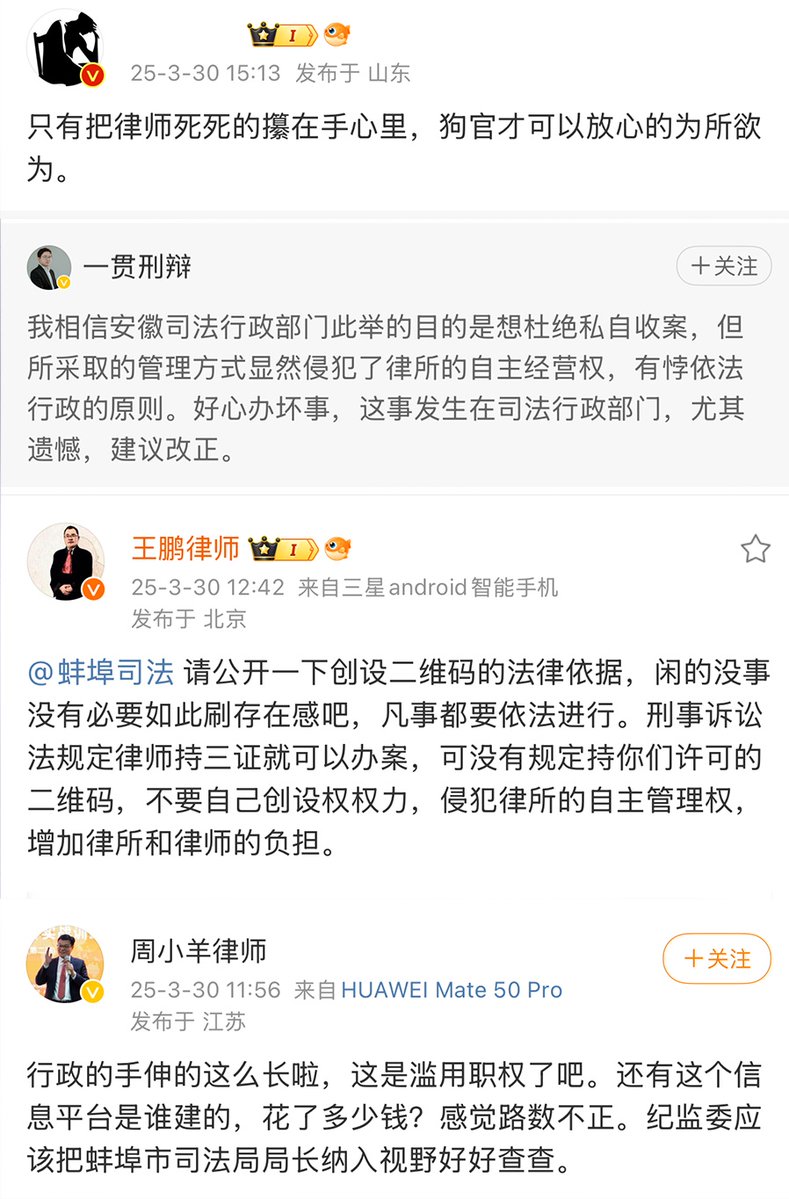 25-3-30 15:13 发布于 山东
只有把律师死死的攥在手心里，狗官才可以放心的为所欲
为。
一贯刑辩
＋关注
我相信安徽司法行政部门此举的目的是想杜绝私自收案，但
所采取的管理方式显然侵犯了律所的自主经营权，有悖依法
行政的原则。好心办坏事，这事发生在司法行政部门，尤其
遗憾，建议改正。
王鹏律师
25-3-30 12:42 来自三星android智能手机
发布于 北京
@蚌埠司法 请公开一下创设二维码的法律依据，闲的没事
没有必要如此刷存在感吧，凡事都要依法进行。刑事诉讼
法规定律师持三证就可以办案，可没有规定持你们许可的
二维码，不要自己创设权权力，侵犯律所的自主管理权，
增加律所和律师的负担。
周小羊律师
＋关注
25-3-30 11:56 来自 HUAWEI Mate 50 Pro
发布于 江苏
行政的手伸的这么长啦，这是滥用职权了吧。还有这个信
息平台是谁建的，花了多少钱？感觉路数不正。纪监委应
该把蚌埠市司法局局长纳入视野好好查查。